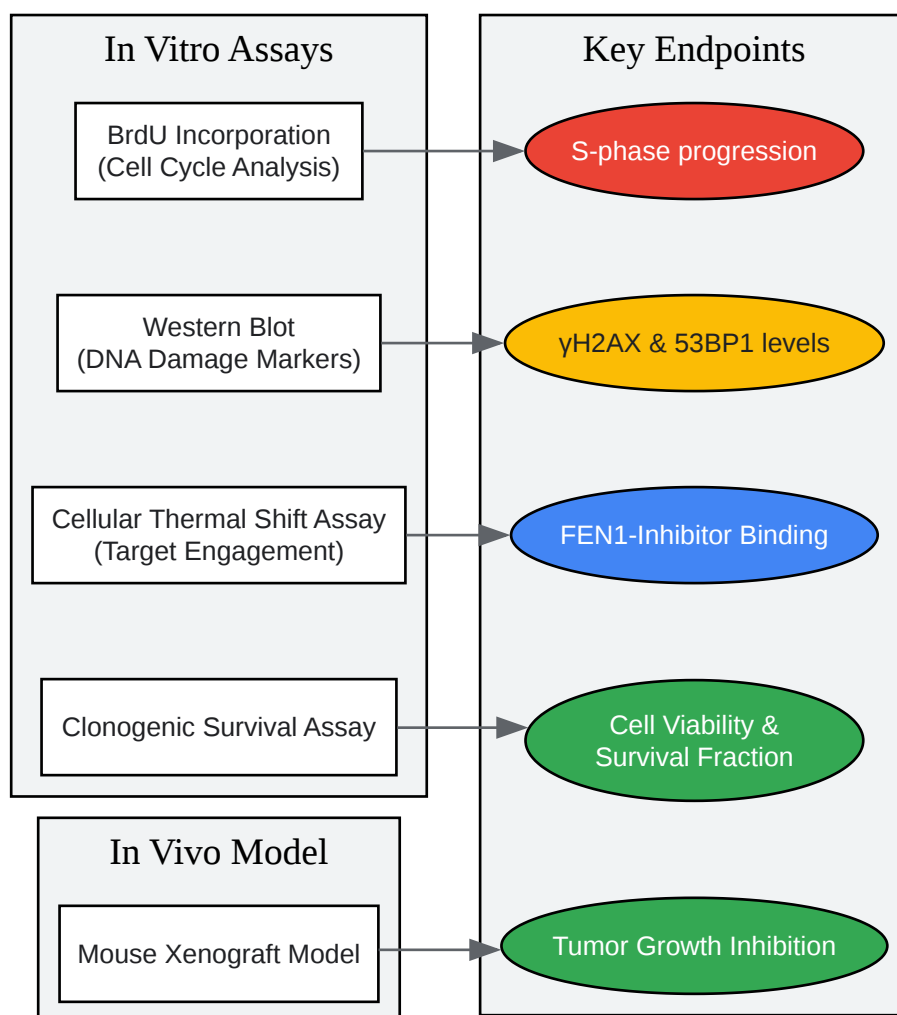 In Vitro Assays
BrdU Incorporation
(Cell Cycle Analysis)
Western Blot
(DNA Damage Markers)
Cellular Thermal Shift Assay
(Target Engagement)
Clonogenic Survival Assay
In Vivo Model
Mouse Xenograft Model
Key Endpoints
S-phase progression
γH2AX & 53BP1 levels
FEN1-Inhibitor Binding
Cell Viability &
Survival Fraction
Tumor Growth Inhibition